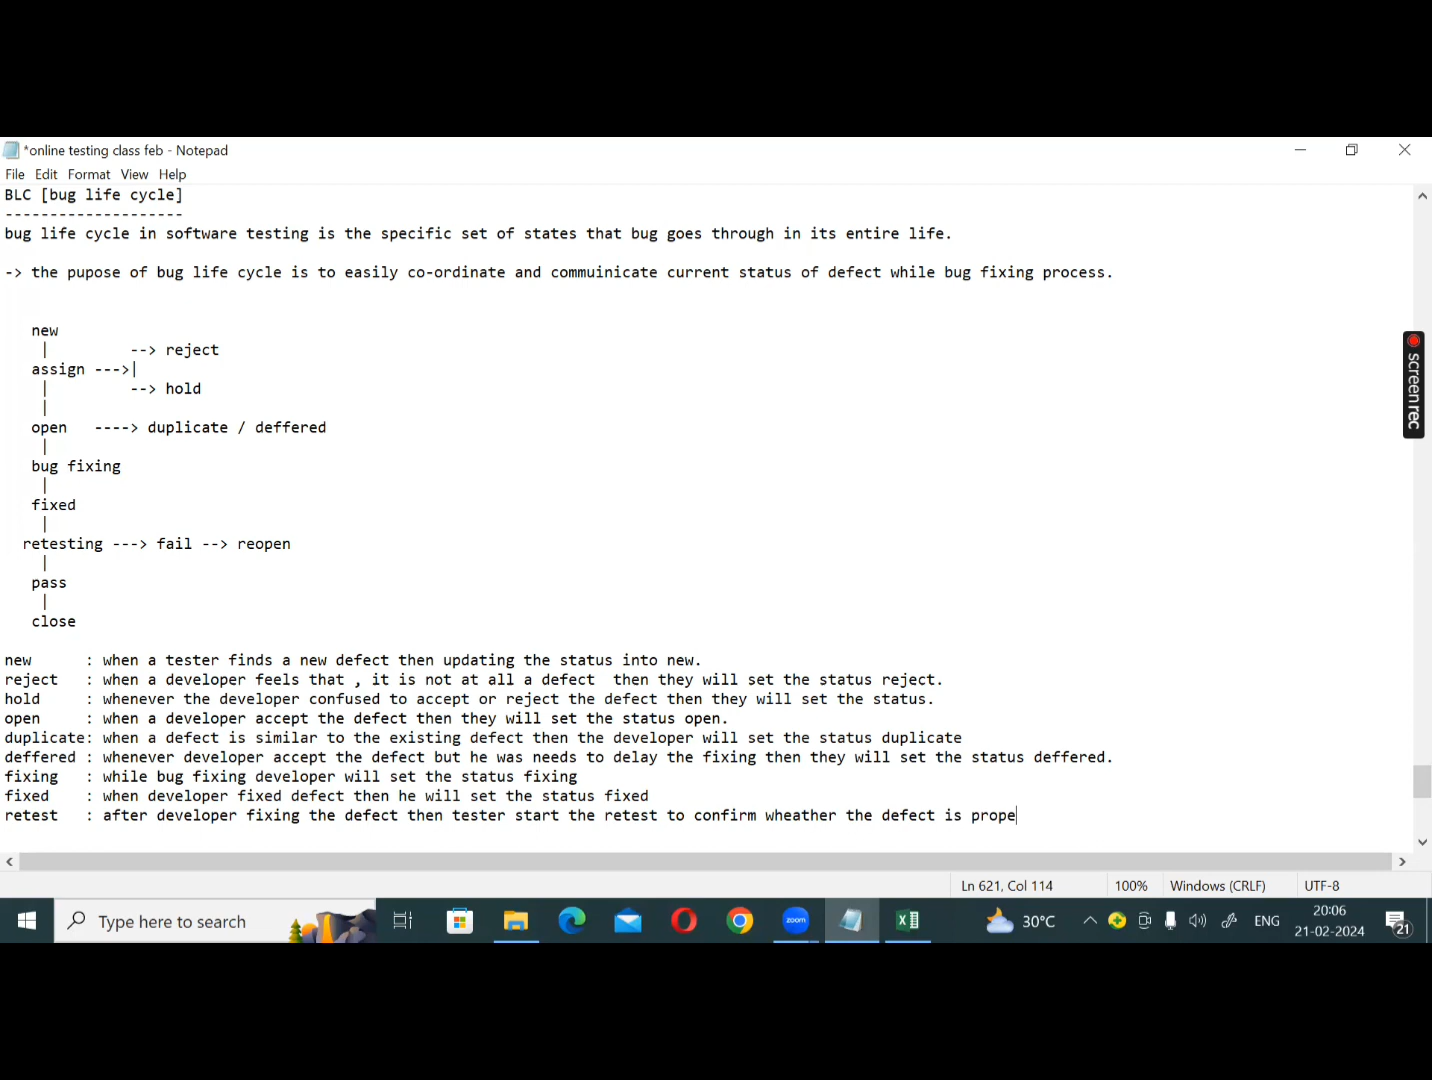 *online testing class feb - Notepad
File Edit Format View Help
BLC [bug life cycle]
--------------------
bug life cycle in software testing is the specific set of states that bug goes through in its entire life.
-> the pupose of bug life cycle is to easily co-ordinate and commuinicate current status of defect while bug fixing process.
new
| --> reject
assign --->|
| --> hold
|
open ----> duplicate / deffered
|
bug fixing
|
fixed
|
retesting ---> fail --> reopen
|
pass
|
close
new : when a tester finds a new defect then updating the status into new.
reject : when a developer feels that , it is not at all a defect then they will set the status reject.
hold : whenever the developer confused to accept or reject the defect then they will set the status.
open : when a developer accept the defect then they will set the status open.
duplicate: when a defect is similar to the existing defect then the developer will set the status duplicate
deffered : whenever developer accept the defect but he was needs to delay the fixing then they will set the status deffered.
fixing : while bug fixing developer will set the status fixing
fixed : when developer fixed defect then he will set the status fixed
retest : after developer fixing the defect then tester start the retest to confirm wheather the defect is prope
screenrec
Ln 621, Col 114 100% Windows (CRLF) UTF-8
Type here to search zoom 30°C ENG 20:06 21
21-02-2024